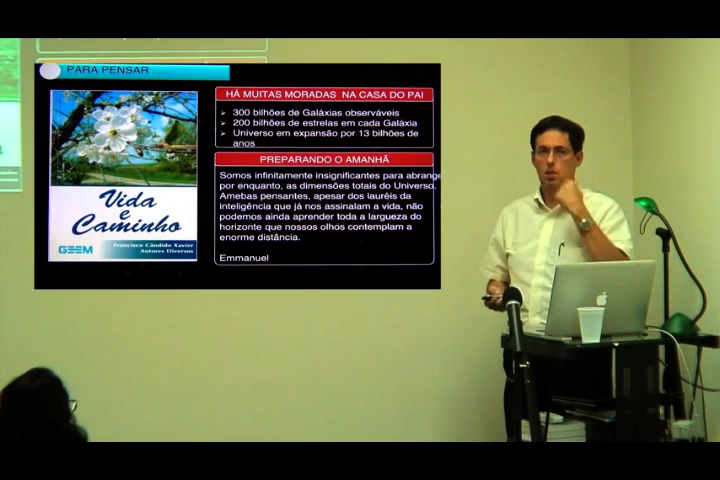 PARA PENSAR
HÁ MUITAS MORADAS NA CASA DO PAI
300 bilhões de Galáxias observáveis
200 bilhões de estrelas em cada Galáxia
Universo em expansão por 13 bilhões de
anos
PREPARANDO O AMANHÃ
Somos infinitamente insignificantes para abrange
por enquanto, as dimensões totais do Universo.
Amebas pensantes, apesar dos lauréis da
inteligência que já nos assinalam a vida, não
podemos ainda aprender toda a largueza do
horizonte que nossos olhos contemplam a
enorme distância.
Emmanuel
Vida
e
Caminho
GEEM
Francisco Cândido Xavier
Autores Diversos